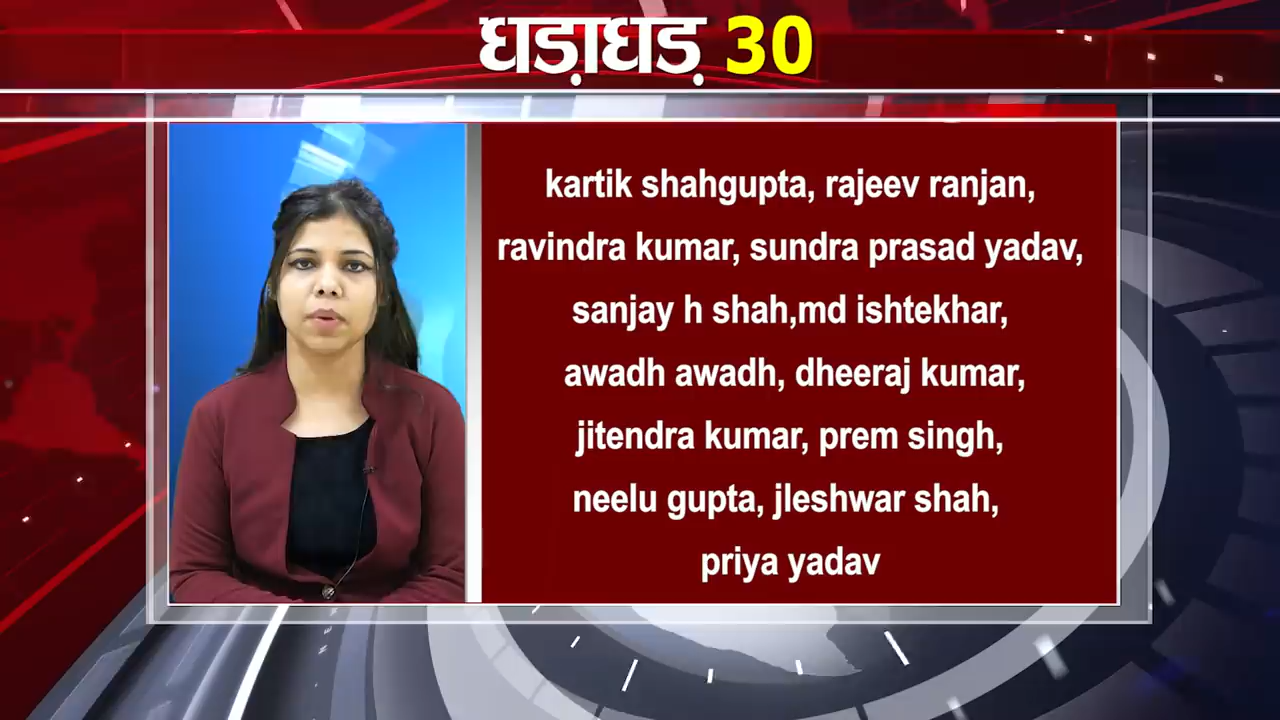 धड़ाधड़ 30
kartik shahgupta, rajeev ranjan,
ravindra kumar, sundra prasad yadav,
sanjay h shah,md ishtekhar,
awadh awadh, dheeraj kumar,
jitendra kumar, prem singh,
neelu gupta, jleshwar shah,
priya yadav